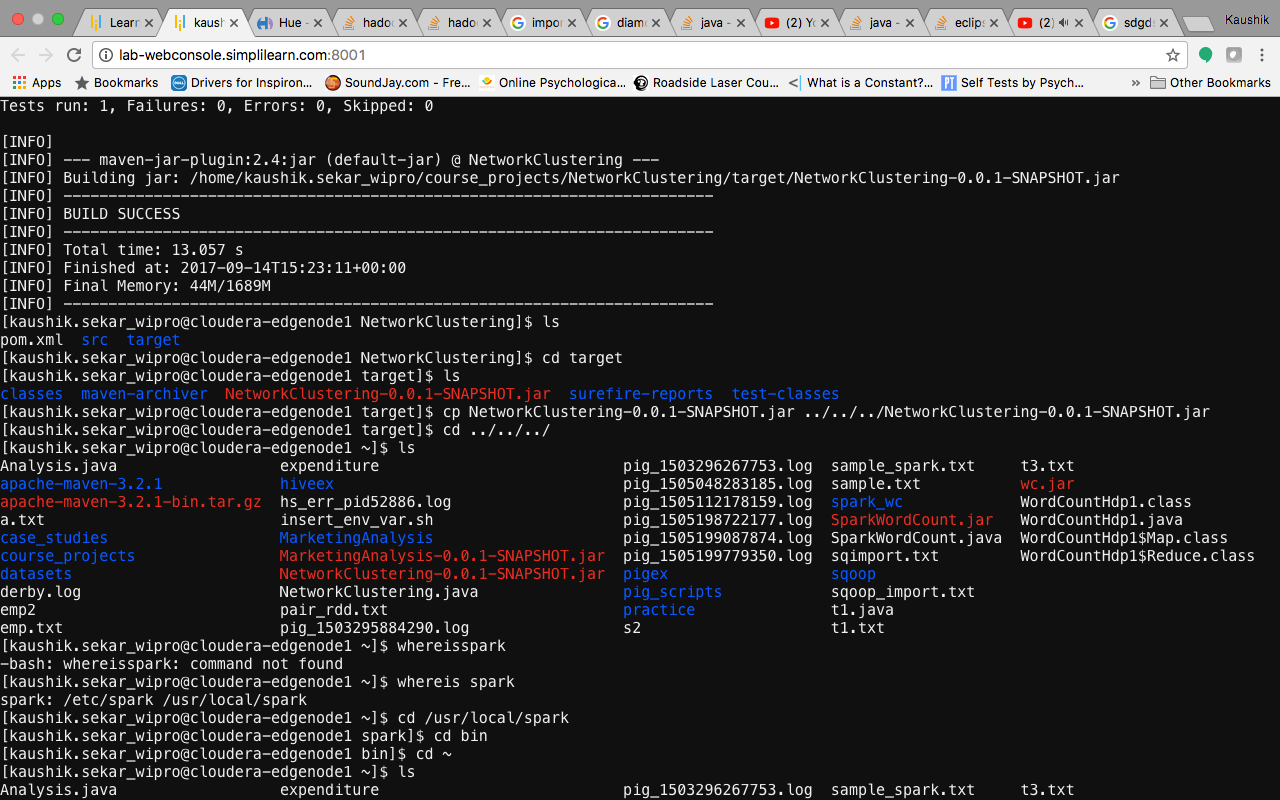 Learn kaush Hue - hadoo hadoo impor diam java - (2) Yo java - eclips (2) sdgd Kaushik
lab-webconsole.simplilearn.com:8001
Apps Bookmarks Drivers for Inspiron... SoundJay.com - Fre... Online Psychologica... Roadside Laser Cou... What is a Constant?... Self Tests by Psych... » Other Bookmarks
Tests run: 1, Failures: 0, Errors: 0, Skipped: 0
[INFO]
[INFO] --- maven-jar-plugin:2.4:jar (default-jar) @ NetworkClustering ---
[INFO] Building jar: /home/kaushik.sekar_wipro/course_projects/NetworkClustering/target/NetworkClustering-0.0.1-SNAPSHOT.jar
[INFO] ------------------------------------------------------------------------
[INFO] BUILD SUCCESS
[INFO] ------------------------------------------------------------------------
[INFO] Total time: 13.057 s
[INFO] Finished at: 2017-09-14T15:23:11+00:00
[INFO] Final Memory: 44M/1689M
[INFO] ------------------------------------------------------------------------
[kaushik.sekar_wipro@cloudera-edgenode1 NetworkClustering]$ ls
pom.xml src target
[kaushik.sekar_wipro@cloudera-edgenode1 NetworkClustering]$ cd target
[kaushik.sekar_wipro@cloudera-edgenode1 target]$ ls
classes maven-archiver NetworkClustering-0.0.1-SNAPSHOT.jar surefire-reports test-classes
[kaushik.sekar_wipro@cloudera-edgenode1 target]$ cp NetworkClustering-0.0.1-SNAPSHOT.jar ../../../NetworkClustering-0.0.1-SNAPSHOT.jar
[kaushik.sekar_wipro@cloudera-edgenode1 target]$ cd ../../../
[kaushik.sekar_wipro@cloudera-edgenode1 ~]$ ls
Analysis.java expenditure pig_1503296267753.log sample_spark.txt t3.txt
apache-maven-3.2.1 hiveex pig_1505048283185.log sample.txt wc.jar
apache-maven-3.2.1-bin.tar.gz hs_err_pid52886.log pig_1505112178159.log spark_wc WordCountHdp1.class
a.txt insert_env_var.sh pig_1505198722177.log SparkWordCount.jar WordCountHdp1.java
case_studies MarketingAnalysis pig_1505199087874.log SparkWordCount.java WordCountHdp1$Map.class
course_projects MarketingAnalysis-0.0.1-SNAPSHOT.jar pig_1505199779350.log sqimport.txt WordCountHdp1$Reduce.class
datasets NetworkClustering-0.0.1-SNAPSHOT.jar pigex sqoop
derby.log NetworkClustering.java pig_scripts sqoop_import.txt
emp2 pair_rdd.txt practice t1.java
emp.txt pig_1503295884290.log s2 t1.txt
[kaushik.sekar_wipro@cloudera-edgenode1 ~]$ whereisspark
-bash: whereisspark: command not found
[kaushik.sekar_wipro@cloudera-edgenode1 ~]$ whereis spark
spark: /etc/spark /usr/local/spark
[kaushik.sekar_wipro@cloudera-edgenode1 ~]$ cd /usr/local/spark
[kaushik.sekar_wipro@cloudera-edgenode1 spark]$ cd bin
[kaushik.sekar_wipro@cloudera-edgenode1 bin]$ cd ~
[kaushik.sekar_wipro@cloudera-edgenode1 ~]$ ls
Analysis.java expenditure pig_1503296267753.log sample_spark.txt t3.txt